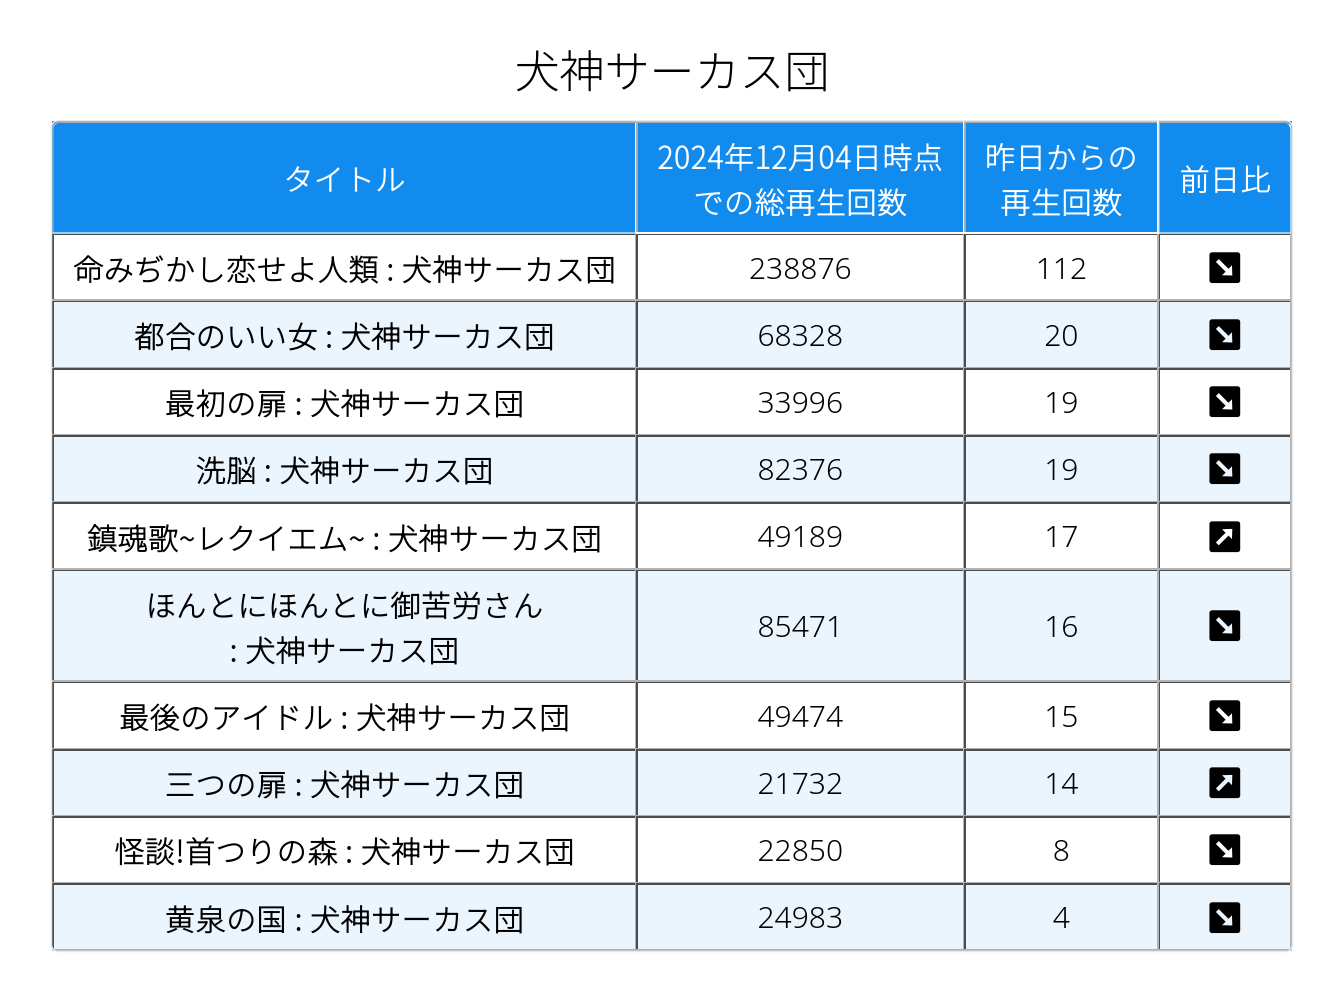 犬神サーカス団
タイトル
2024年12月04日時点
での総再生回数
昨日からの
再生回数
前日比
命みぢかし恋せよ人類 : 犬神サーカス団 238876 112 ↘
都合のいい女 : 犬神サーカス団 68328 20 ↘
最初の扉 : 犬神サーカス団 33996 19 ↘
洗脳 : 犬神サーカス団 82376 19 ↘
鎮魂歌~レクイエム~ : 犬神サーカス団 49189 17 ↗
ほんとにほんとに御苦労さん
: 犬神サーカス団 85471 16 ↘
最後のアイドル : 犬神サーカス団 49474 15 ↘
三つの扉 : 犬神サーカス団 21732 14 ↗
怪談!首つりの森 : 犬神サーカス団 22850 8 ↘
黄泉の国 : 犬神サーカス団 24983 4 ↘